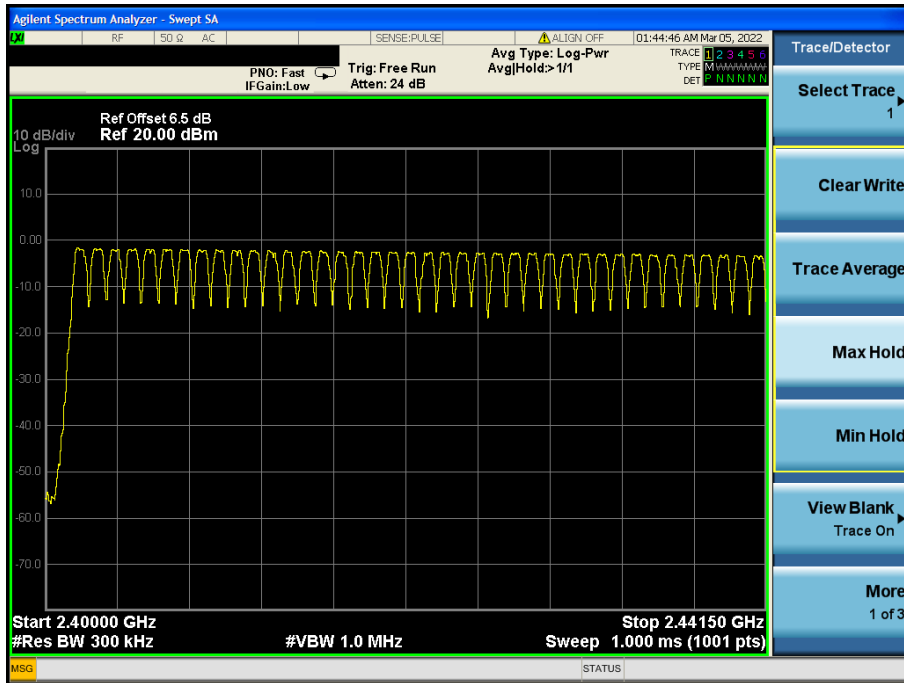 Agilent Spectrum Analyzer - Swept SA
LXI RF 50 Ω AC SENSE:PULSE ALIGN OFF 01:44:46 AM Mar 05, 2022
Avg Type: Log-Pwr TRACE 1 2 3 4 5 6
PNO: Fast Trig: Free Run Avg|Hold:>1/1 TYPE M WWWWW
IFGain:Low Atten: 24 dB DET P N N N N N
Ref Offset 6.5 dB
10 dB/div Ref 20.00 dBm
Log
10.0
0.00
-10.0
-20.0
-30.0
-40.0
-50.0
-60.0
-70.0
Start 2.40000 GHz Stop 2.44150 GHz
#Res BW 300 kHz #VBW 1.0 MHz Sweep 1.000 ms (1001 pts)
MSG STATUS
Trace/Detector
Select Trace
1
Clear Write
Trace Average
Max Hold
Min Hold
View Blank
Trace On
More
1 of 3